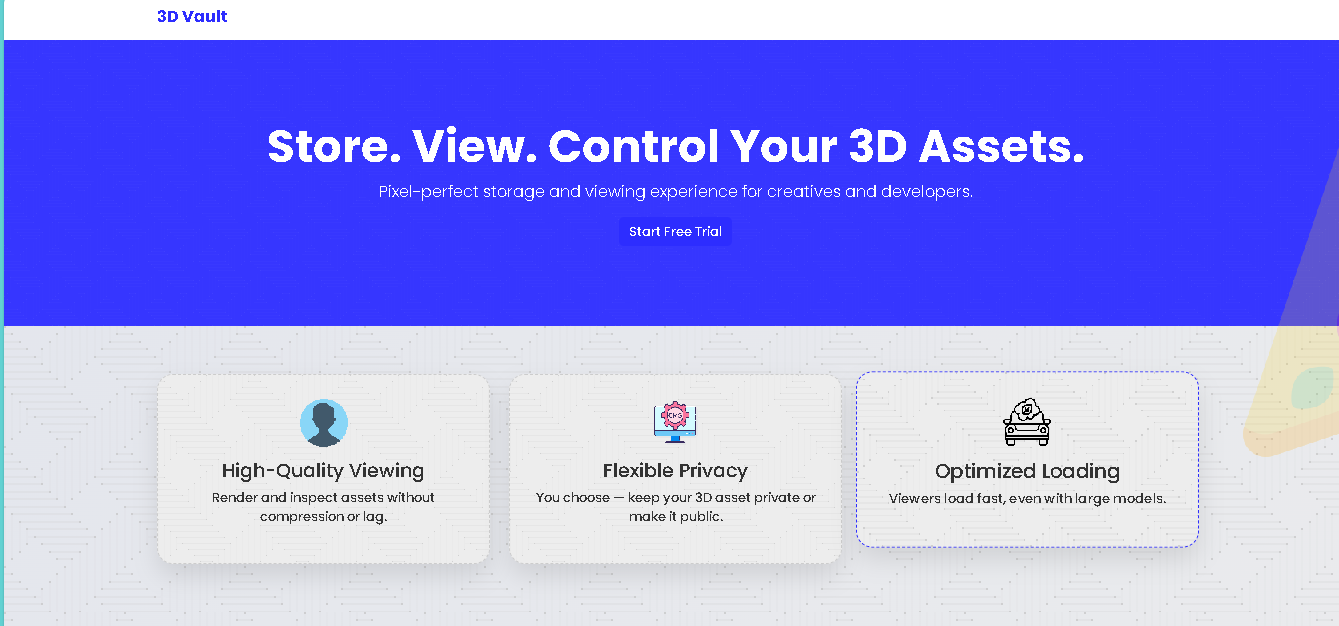 3D Vault
Store. View. Control Your 3D Assets.
Pixel-perfect storage and viewing experience for creatives and developers.
Start Free Trial
High-Quality Viewing
Render and inspect assets without
compression or lag.
CMS
Flexible Privacy
You choose — keep your 3D asset private or
make it public.
Optimized Loading
Viewers load fast, even with large models.